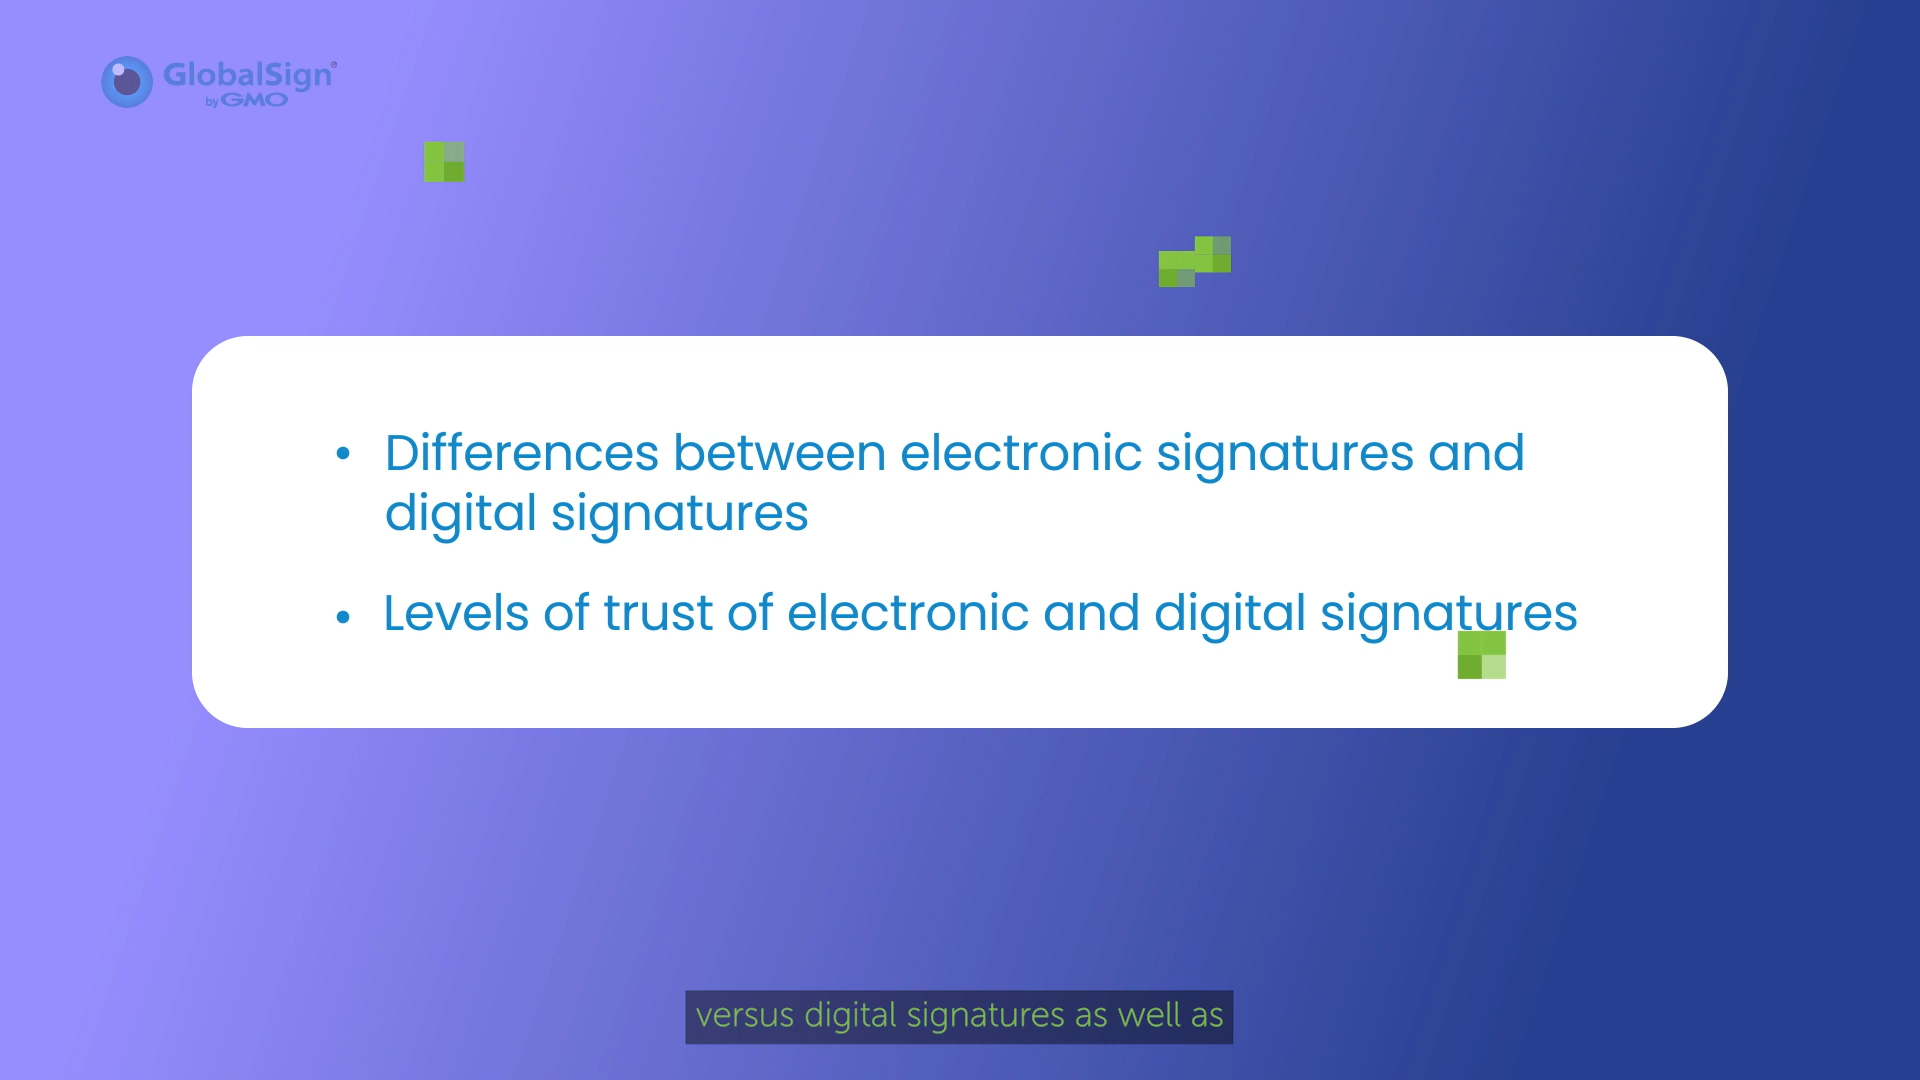 GlobalSign®
by GMO
• Differences between electronic signatures and
digital signatures
• Levels of trust of electronic and digital signatures
versus digital signatures as well as